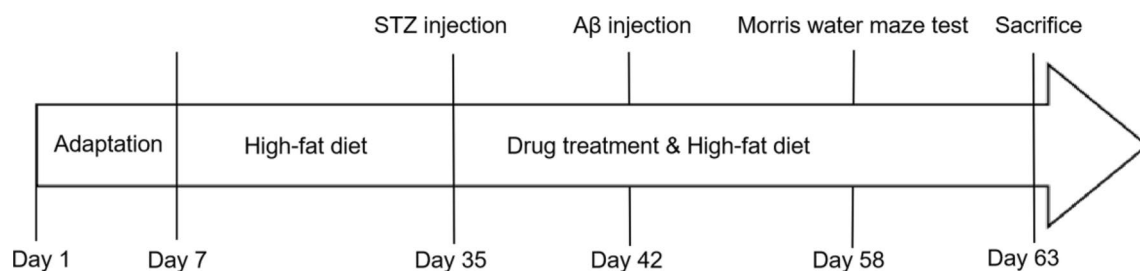 STZ injection Aβ injection Morris water maze test Sacrifice
Adaptation High-fat diet Drug treatment & High-fat diet
Day 1 Day 7 Day 35 Day 42 Day 58 Day 63